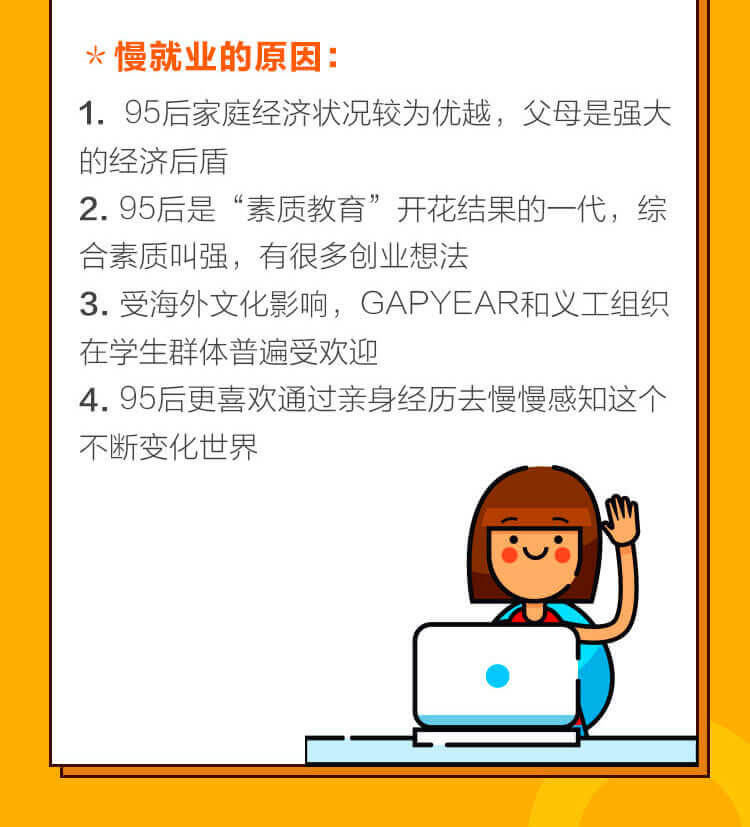 *慢就业的原因：
1. 95后家庭经济状况较为优越，父母是强大
的经济后盾
2. 95后是“素质教育”开花结果的一代，综
合素质叫强，有很多创业想法
3. 受海外文化影响，GAPYEAR和义工组织
在学生群体普遍受欢迎
4. 95后更喜欢通过亲身经历去慢慢感知这个
不断变化世界